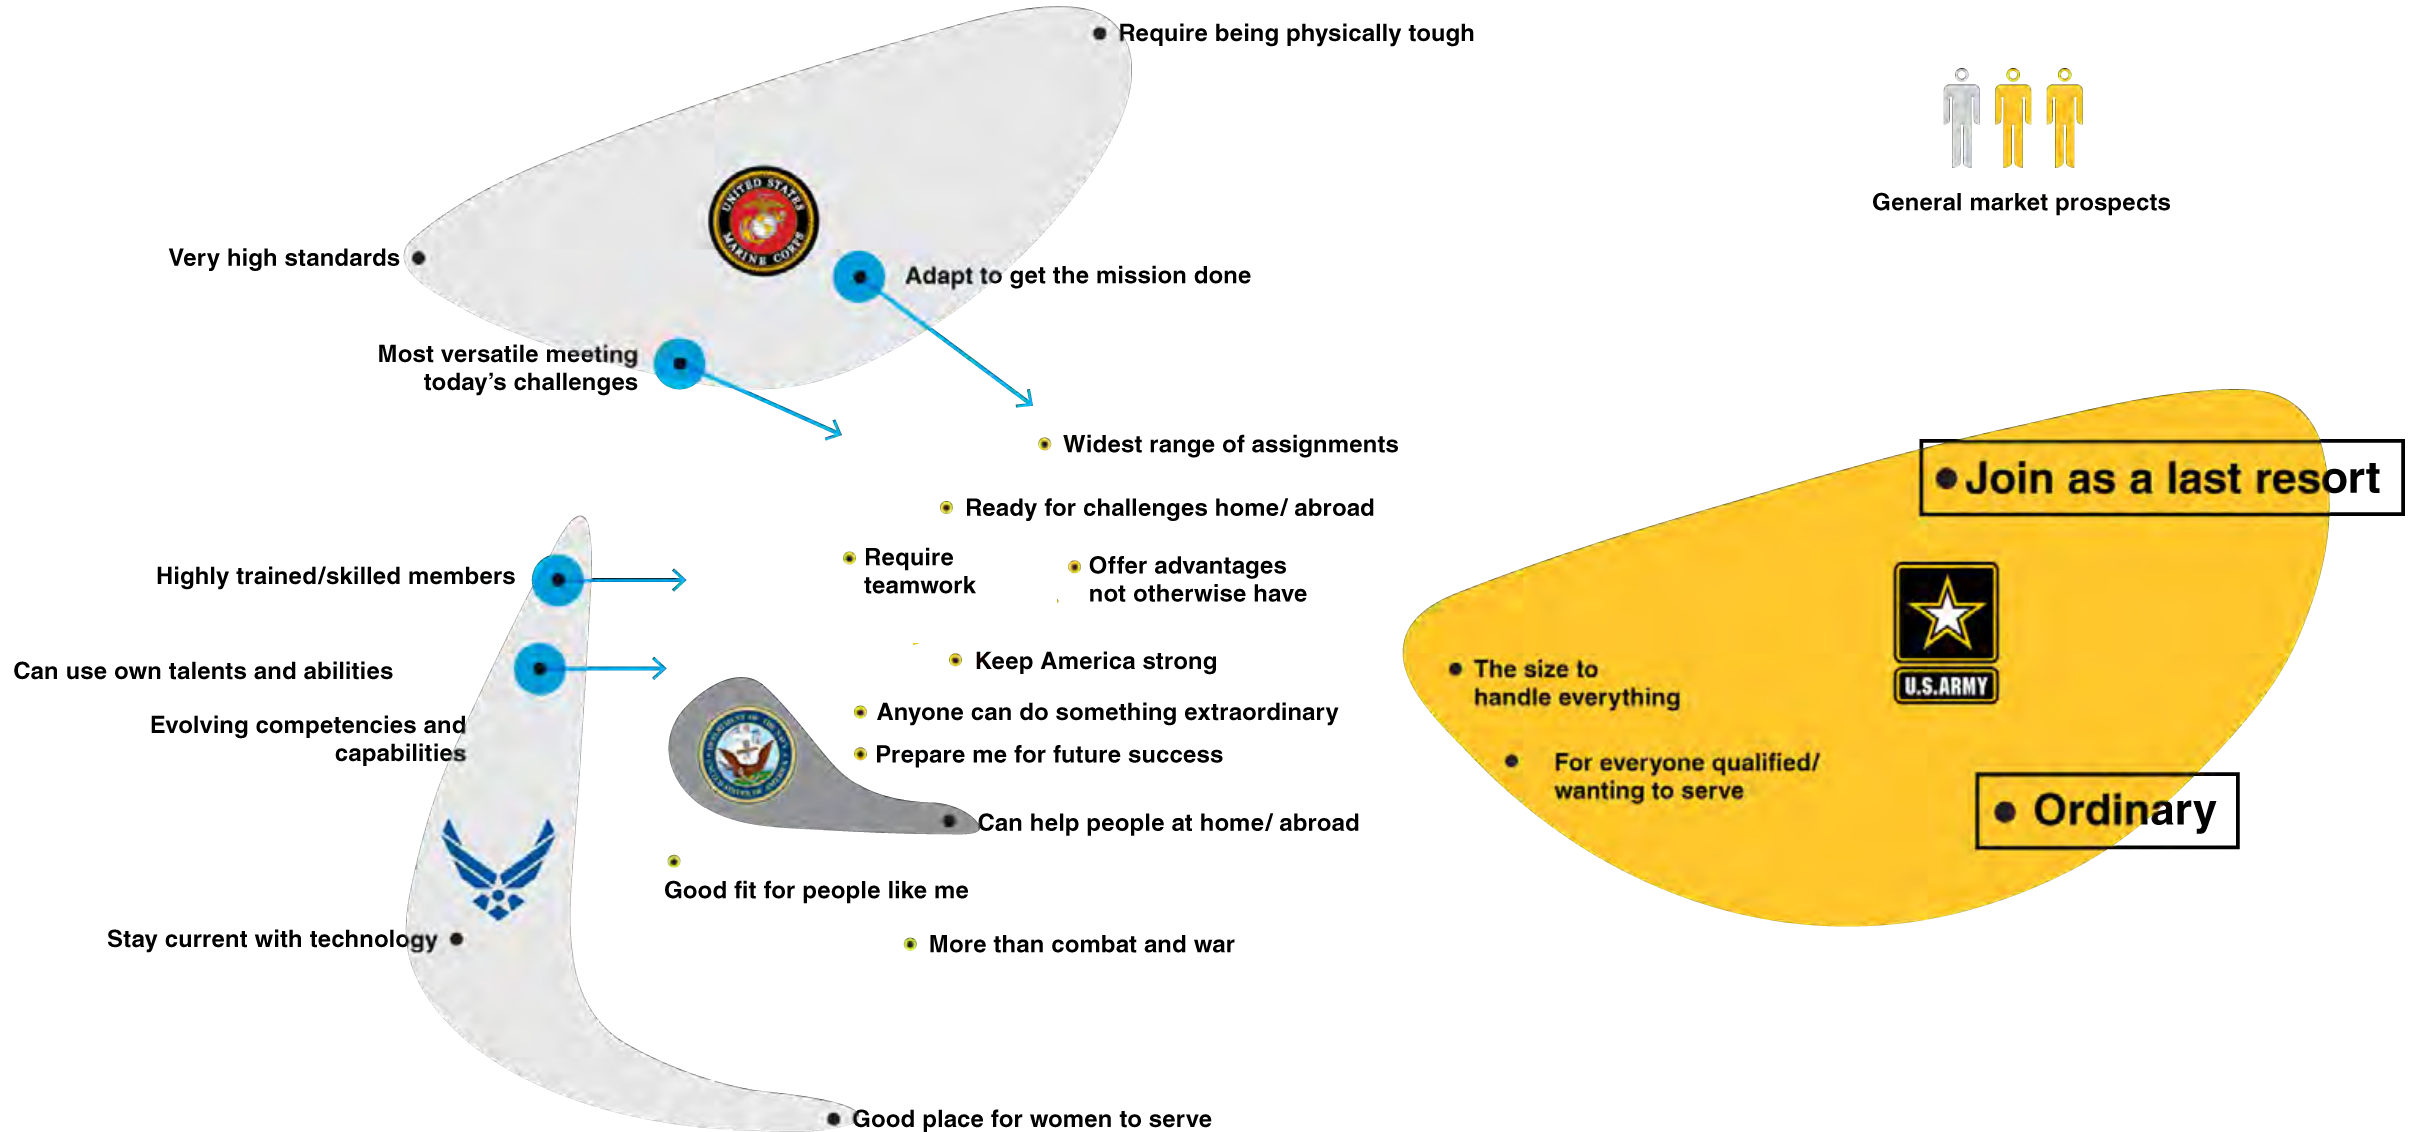 Require being physically tough
General market prospects
UNITED STATES
MARINE CORPS
Very high standards
Adapt to get the mission done
Most versatile meeting
today’s challenges
Widest range of assignments
Join as a last resort
Ready for challenges home/ abroad
Require
teamwork
Offer advantages
not otherwise have
Highly trained/skilled members
Keep America strong
Can use own talents and abilities
The size to
handle everything
U.S.ARMY
Anyone can do something extraordinary
Evolving competencies and
capabilities
Prepare me for future success
For everyone qualified/
wanting to serve
Ordinary
Can help people at home/ abroad
Good fit for people like me
Stay current with technology
More than combat and war
Good place for women to serve